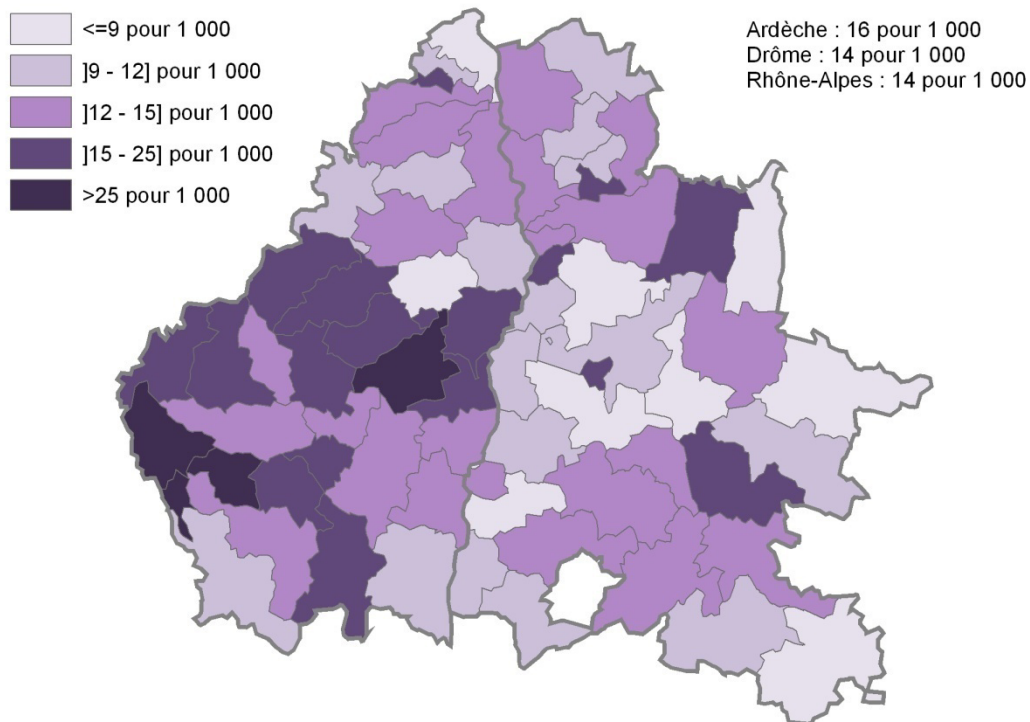 <=9 pour 1 000
]9 - 12] pour 1 000
]12 - 15] pour 1 000
]15 - 25] pour 1 000
>25 pour 1 000
Ardèche : 16 pour 1 000
Drôme : 14 pour 1 000
Rhône-Alpes : 14 pour 1 000